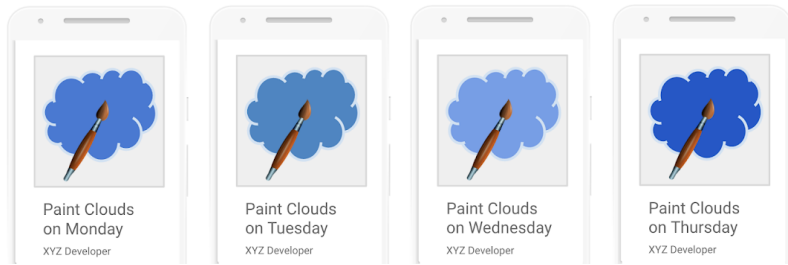 Paint Clouds
on Monday
XYZ Developer
Paint Clouds
on Tuesday
XYZ Developer
Paint Clouds
on Wednesday
XYZ Developer
Paint Clouds
on Thursday
XYZ Developer